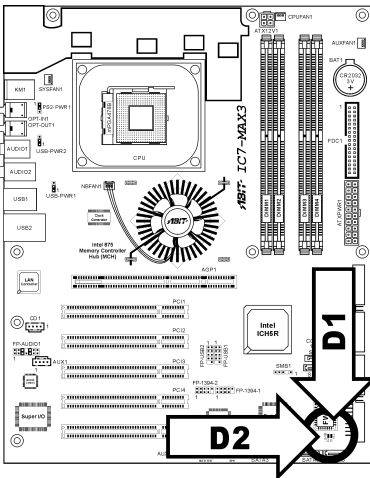 CPUFAN1
ATX12V1
AUXFAN1
BAT1
CR2032
3V
KM1
SYSFAN1
PS2-PWR1
1
OPT-IN1
OPT-OUT1
AUDIO1
USB-PWR2
AUDIO2
USB-PWR1
USB1
USB2
mPGA478B
CPU
NBFAN1
Clock
Generator
ABIT
Intel 875
Memory Controller
Hub (MCH)
ABIT IC7-MAX3
DIMM1
DIMM2
DIMM3
DIMM4
FDC1
ATXPWR1
AGP1
LAN
Controller
CD1
FP-AUDIO1
AUX1
Super I/O
PCI1
PCI2
PCI3
PCI4
FP-USB2
FP-USB1
FP-1394-2
FP-1394-1
Intel
ICH5R
SMB1
D1
D2
FW
SATA3